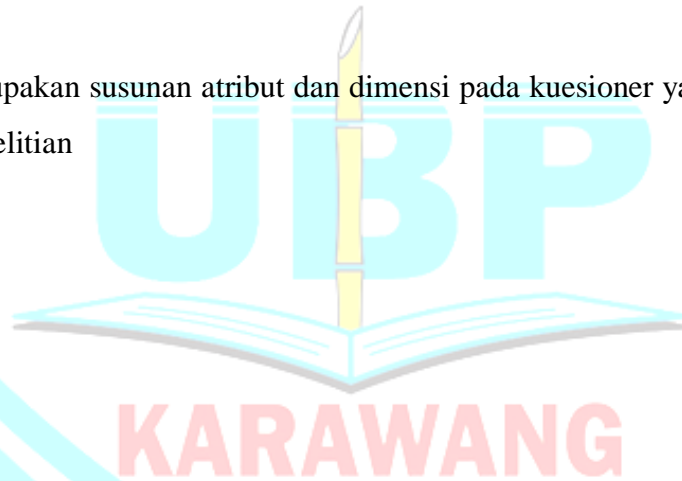 upakan susunan atribut dan dimensi pada kuesioner ya
elitian
UBP
KARAWANG